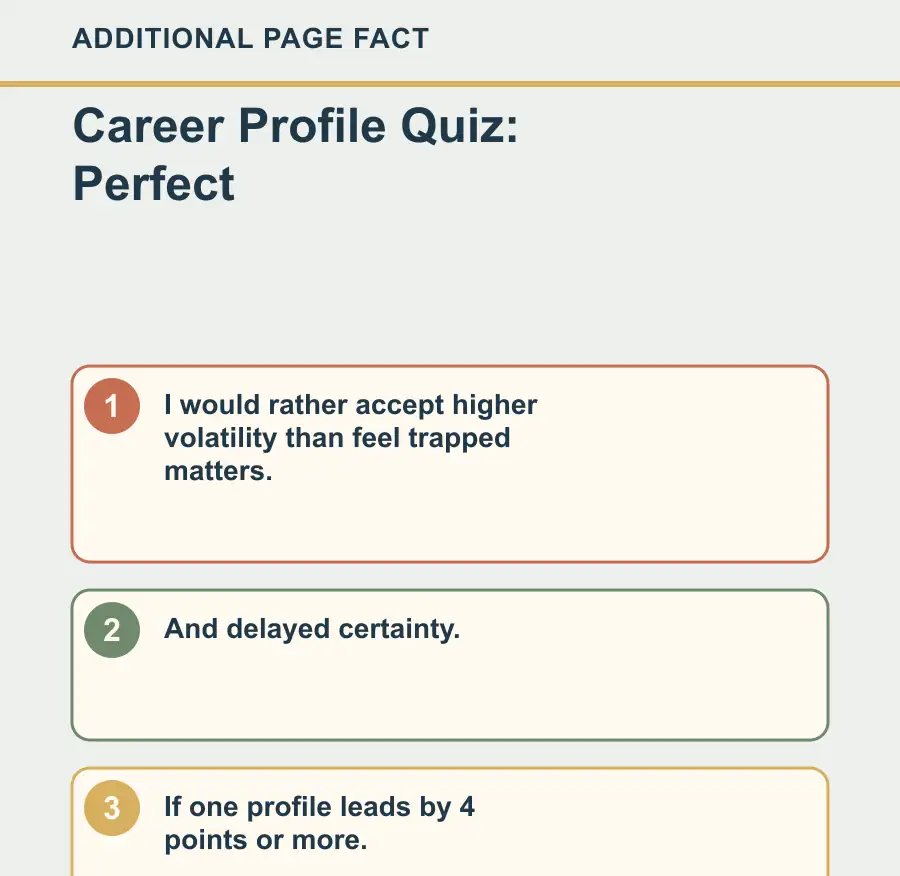 ADDITIONAL PAGE FACT
Career Profile Quiz:
Perfect
1
I would rather accept higher
volatility than feel trapped
matters.
2
And delayed certainty.
3
If one profile leads by 4
points or more.